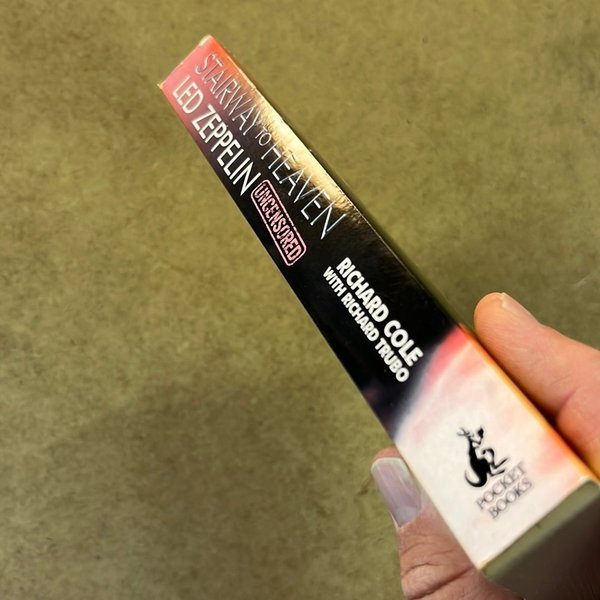 STAIRWAY TO HEAVEN
LED ZEPPELIN
UNCENSORED
RICHARD COLE
WITH RICHARD TRUBO
POCKET
BOOKS